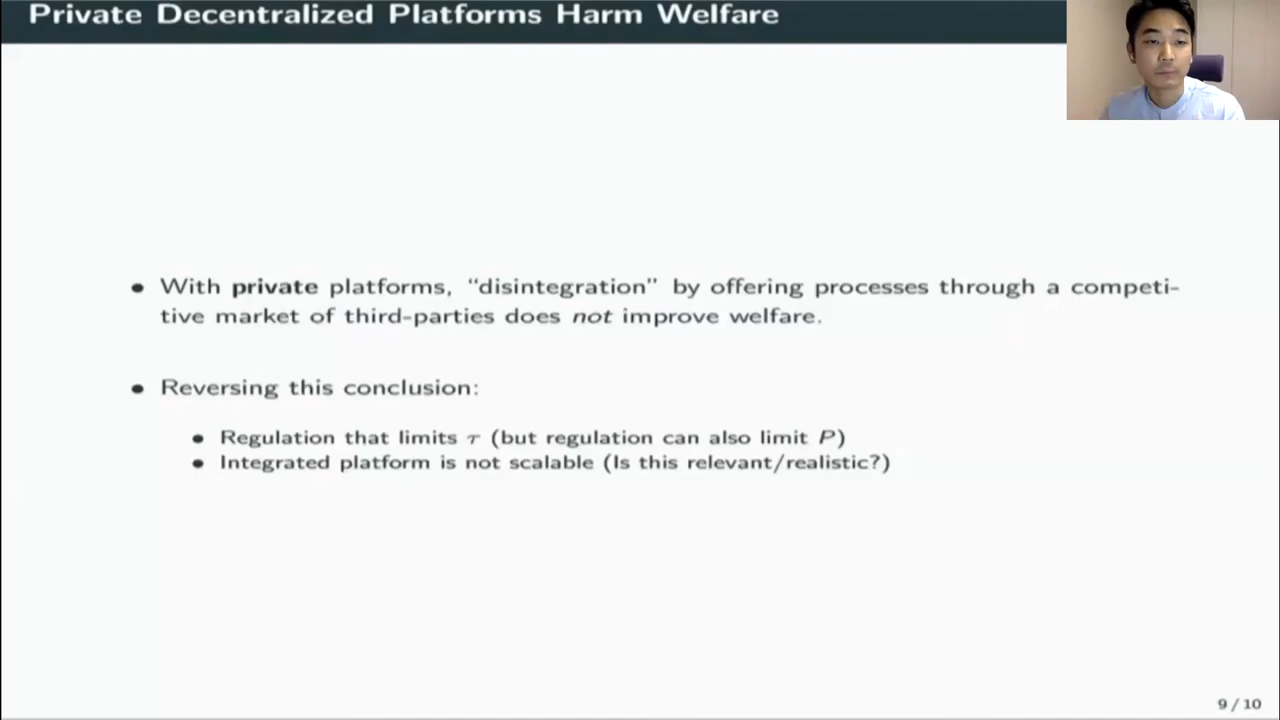 Private Decentralized Platforms Harm Welfare
• With private platforms, “disintegration” by offering processes through a competi-
tive market of third-parties does not improve welfare.
• Reversing this conclusion:
• Regulation that limits τ (but regulation can also limit P)
• Integrated platform is not scalable (Is this relevant/realistic?)
9 / 10